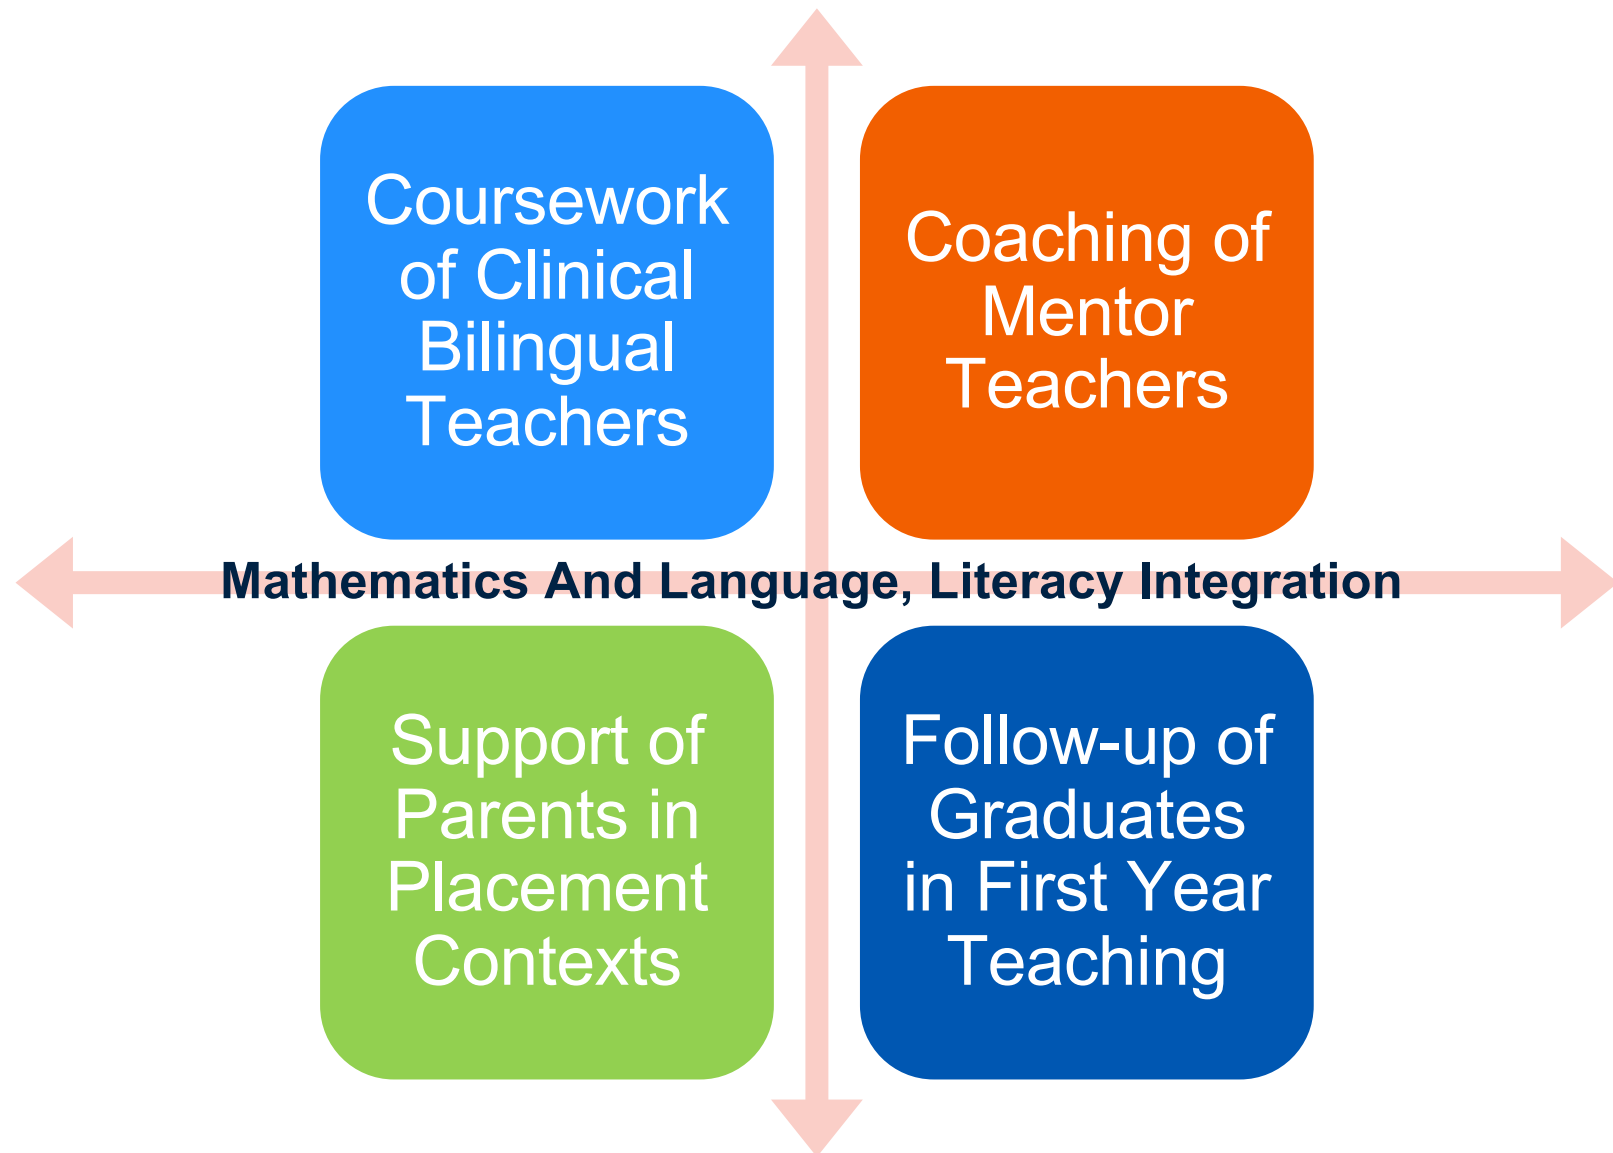 Coursework
of Clinical
Bilingual
Teachers
Coaching of
Mentor
Teachers
Mathematics And Language, Literacy Integration
Support of
Parents in
Placement
Contexts
Follow-up of
Graduates
in First Year
Teaching